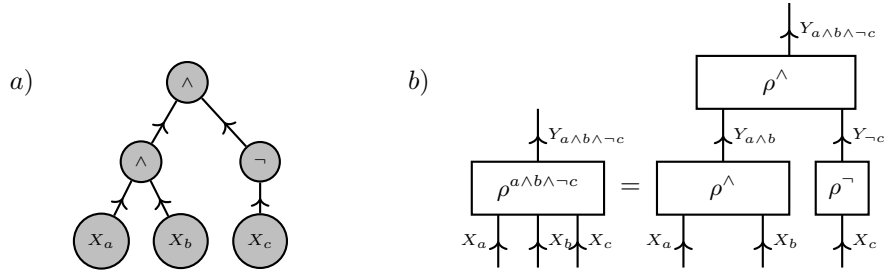 a)
∧
∧ ¬
X_a X_b X_c
b)
Y_{a∧b∧¬c}
ρ^∧
Y_{a∧b∧¬c} Y_{a∧b} Y_{¬c}
ρ^{a∧b∧¬c} = ρ^∧ ρ^¬
X_a X_b X_c X_a X_b X_c